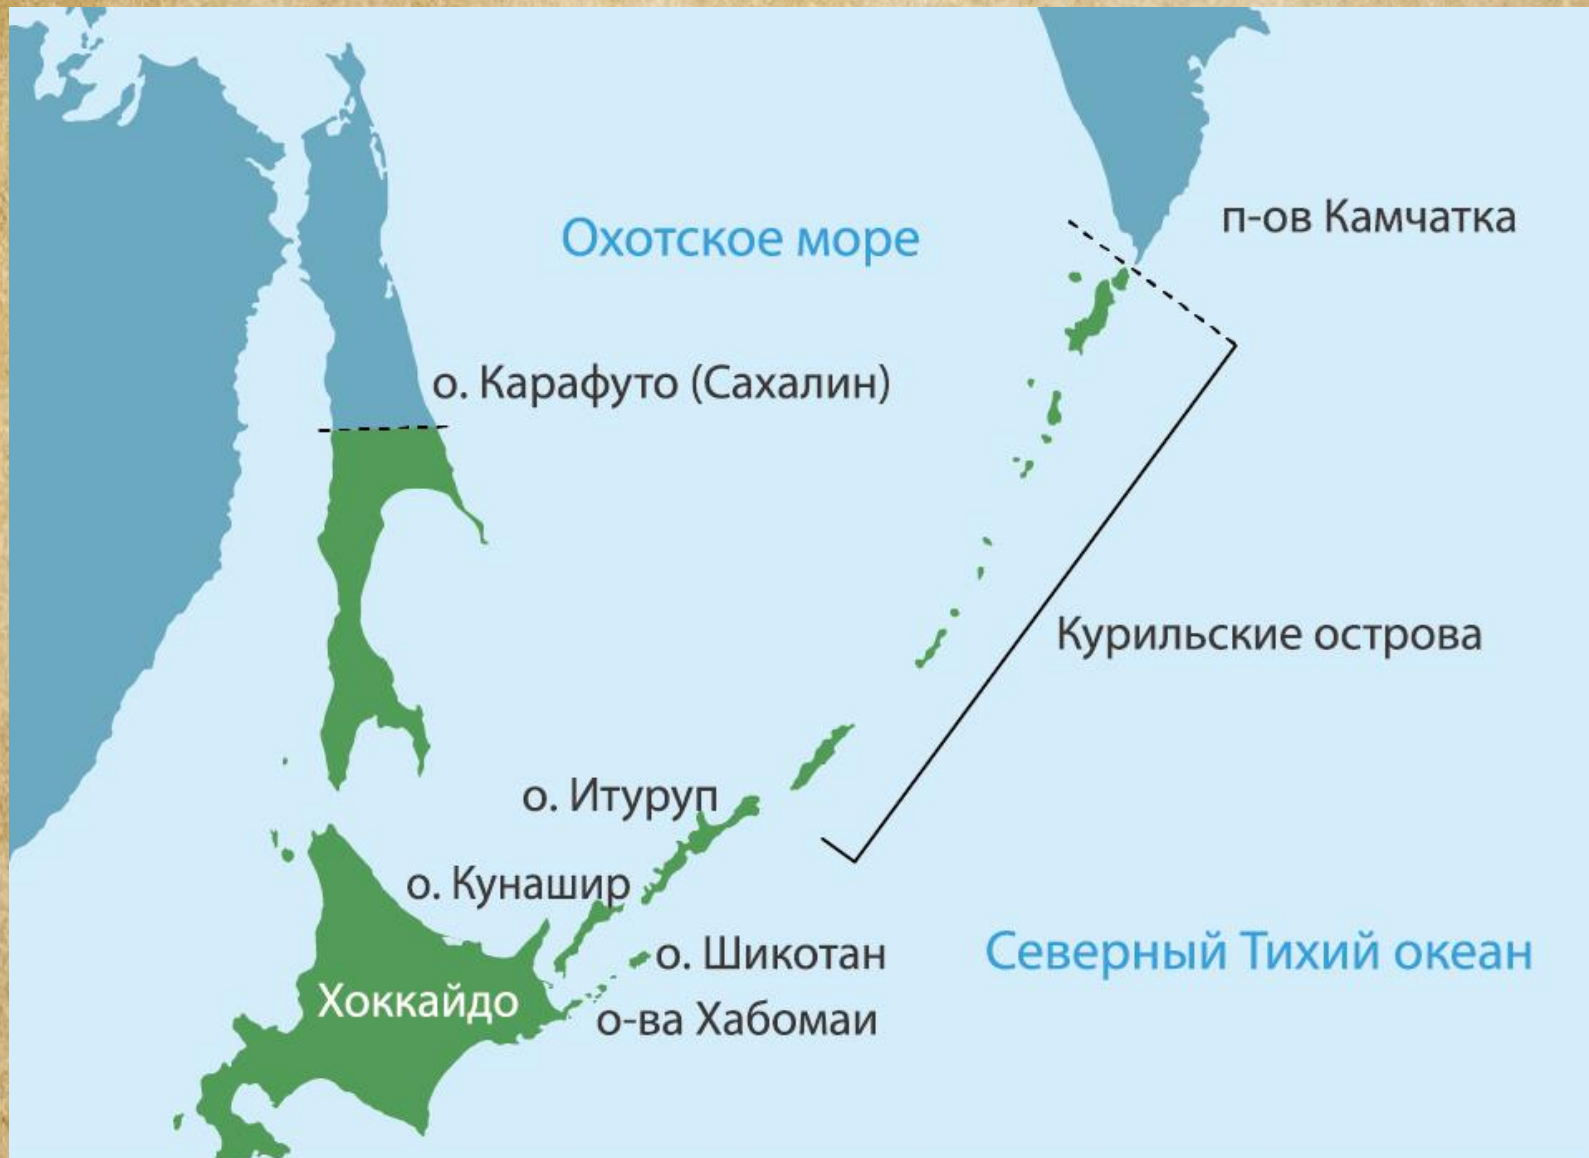 п-ов Камчатка
Охотское море
о. Карафуто (Сахалин)
Курильские острова
о. Итуруп
о. Кунашир
о. Шикотан
Северный Тихий океан
Хоккайдо
о-ва Хабомаи